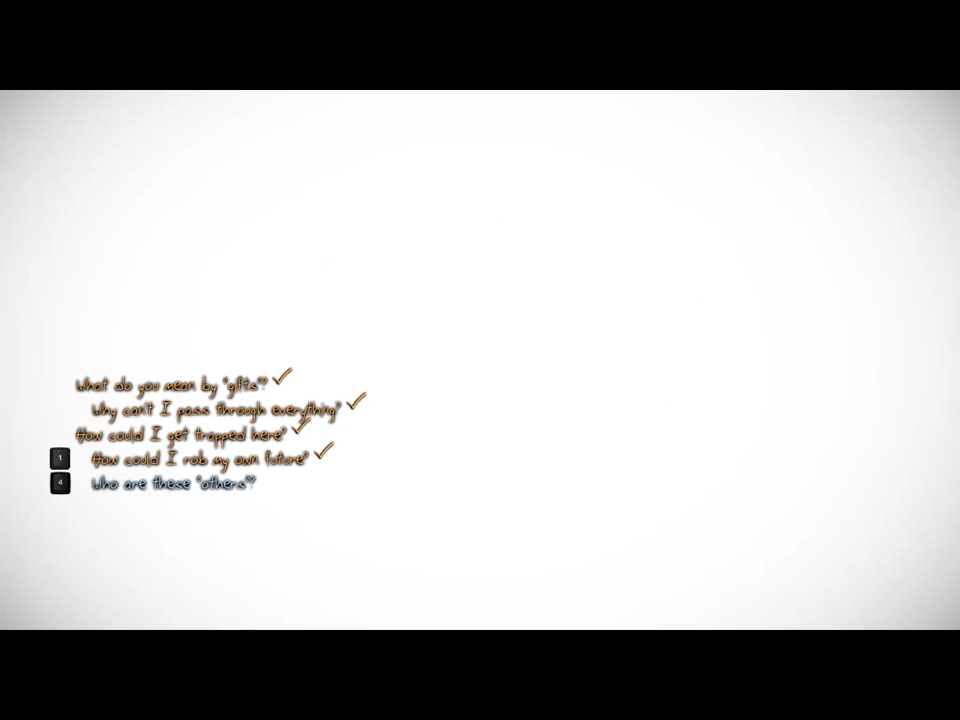 What do you mean by 'gifts'?
Why can't I pass through everything?
How could I get trapped here?
1 How could I rob my own future?
4 Who are these 'others'?